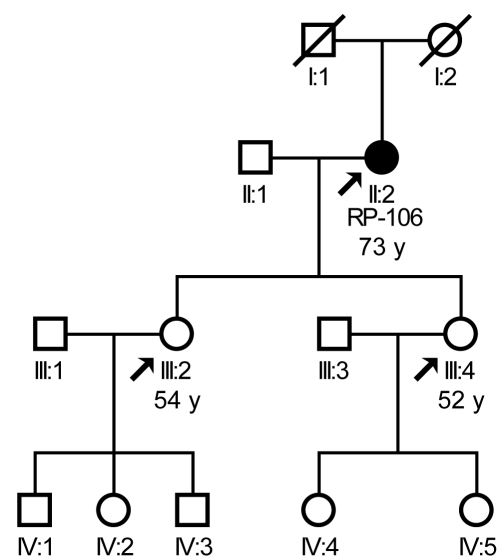 I:1 I:2
II:1 II:2
RP-106
73 y
III:1 III:2 III:3 III:4
54 y 52 y
IV:1 IV:2 IV:3 IV:4 IV:5